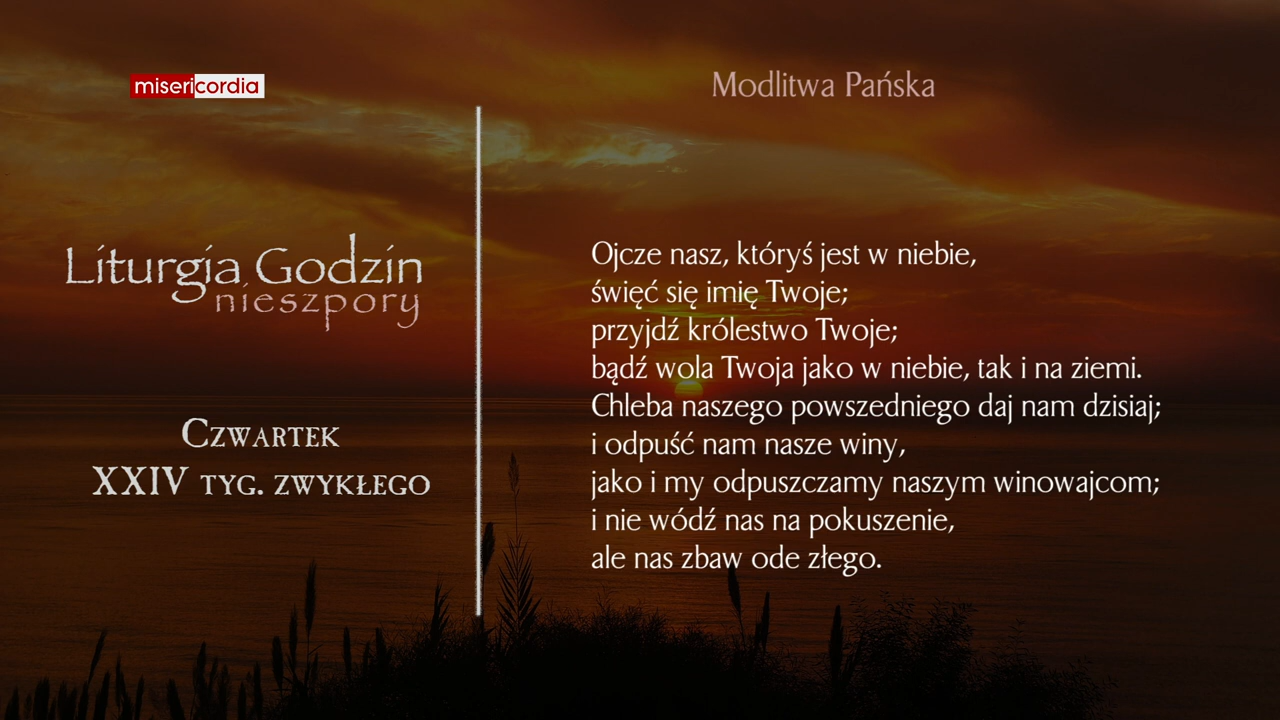 misericordia
Liturgia Godzin
nieszpory
Czwartek
XXIV tyg. zwykłego
Modlitwa Pańska
Ojcze nasz, któryś jest w niebie,
święć się imię Twoje;
przyjdź królestwo Twoje;
bądź wola Twoja jako w niebie, tak i na ziemi.
Chleba naszego powszedniego daj nam dzisiaj;
i odpuść nam nasze winy,
jako i my odpuszczamy naszym winowajcom;
i nie wódź nas na pokuszenie,
ale nas zbaw ode złego.